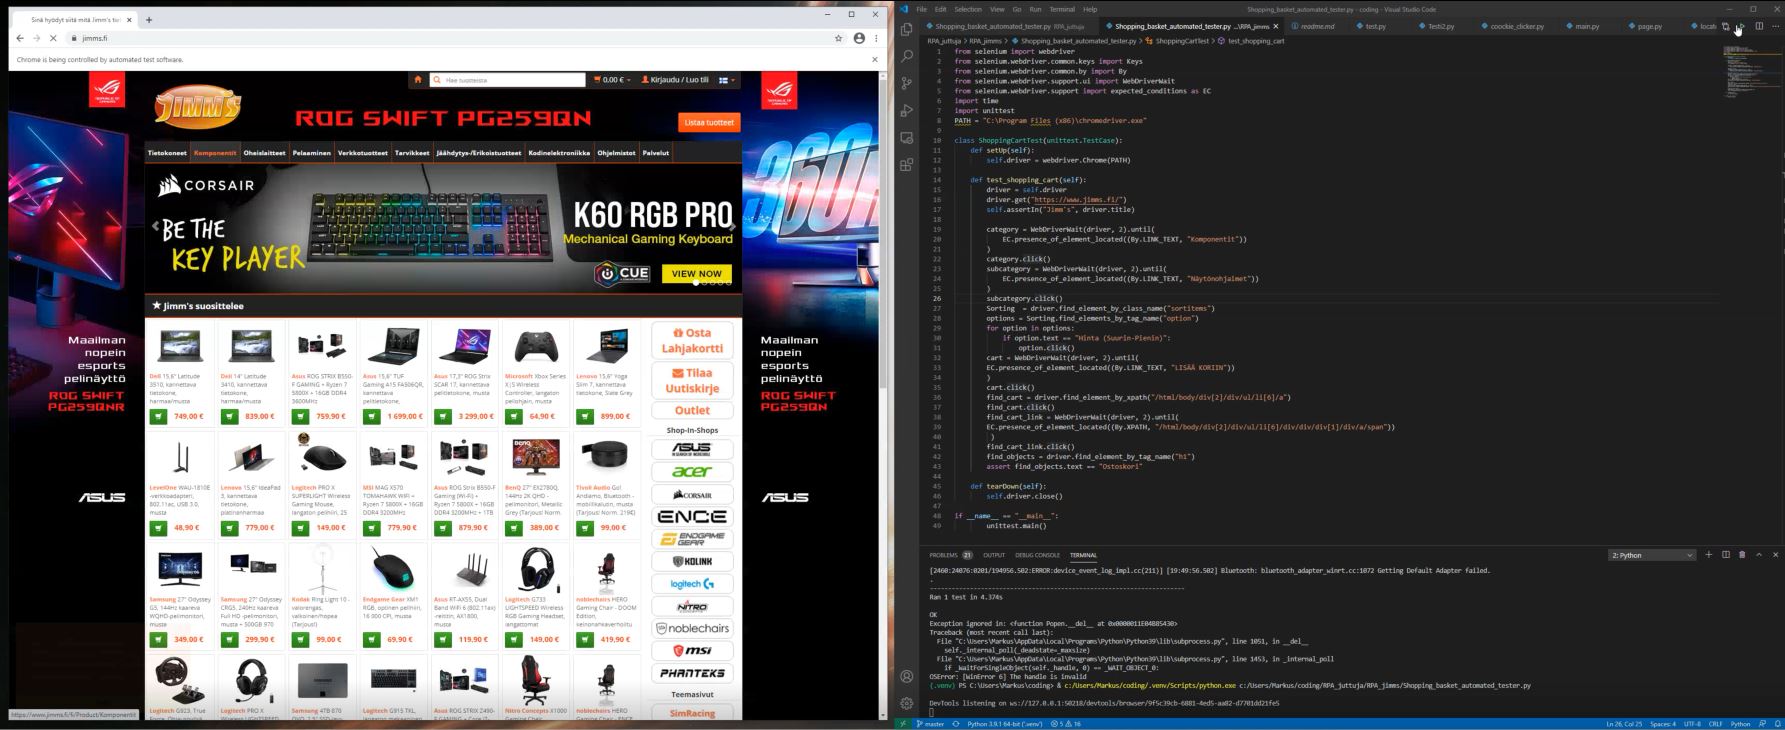 Sinä hyödyt siitä mitä Jimm's tie
jimms.fi
Chrome is being controlled by automated test software.
REPUBLIC OF GAMERS
JIMM'S
Hae tuotteista
0,00 €
Kirjaudu / Luo tili
ROG SWIFT PG259QN
Listaa tuotteet
Tietokoneet Komponentit Oheislaitteet Pelaaminen Verkkotuotteet Tarvikkeet Jäähdytys-/Erikoistuotteet Kodinelektroniikka Ohjelmistot Palvelut
CORSAIR
BE THE
KEY PLAYER
K60 RGB PRO
Mechanical Gaming Keyboard
iCUE
VIEW NOW
360
Jimm's suosittelee
Maailman
nopein
esports
pelinäyttö
ROG SWIFT
PG259QNR
ASUS
Dell 15,6" Latitude 3510, kannettava tietokone, harmaa/musta
749,00 €
Dell 14" Latitude 3410, kannettava tietokone, harmaa/musta
839,00 €
Asus ROG STRIX B550-F GAMING + Ryzen 7 5800X + 16GB DDR4 3600MHz
759,90 €
Asus 15,6" TUF Gaming A15 FA506QR, kannettava pelitietokone, musta
1 699,00 €
Asus 17,3" ROG Strix SCAR 17, kannettava pelitietokone, musta
3 299,00 €
Microsoft Xbox Series X|S Wireless Controller, langaton peliohjain, musta
64,90 €
Lenovo 15,6" Yoga Slim 7, kannettava tietokone, Slate Grey
899,00 €
LevelOne WAU-1810E -verkkoadapteri, 802.11ac, USB 3.0, musta
48,90 €
Lenovo 15,6" IdeaPad 3, kannettava tietokone, platinanharmaa
779,00 €
Logitech PRO X SUPERLIGHT Wireless Gaming Mouse, langaton pelihiiri, 25
149,00 €
MSI MAG X570 TOMAHAWK WIFI + Ryzen 7 5800X + 16GB DDR4 3200MHz
779,90 €
Asus ROG Strix B550-F Gaming (Wi-Fi) + Ryzen 7 5800X + 16GB DDR4 3200MHz + 1TB
879,90 €
BenQ 27" EX2780Q, 144Hz 2K QHD -pelimonitori, Metallic Grey (Tarjous! Norm.
389,00 €
Tivoli Audio Go! Andiamo, Bluetooth -mobiilikaiutin, musta (Tarjous! Norm. 219€)
99,00 €
Samsung 27" Odyssey G5, 144Hz kaareva WQHD-pelimonitori, musta
349,00 €
Samsung 27" Odyssey CRG5, 240Hz kaareva Full HD -pelimonitori, musta + 500GB 970
299,90 €
Kodak Ring Light 10 -valorengas, valkoinen/hopea (Tarjous!)
99,00 €
Endgame Gear XM1 RGB, optinen pelihiiri, 16 000 CPI, musta
69,90 €
Asus RT-AX55, Dual Band WiFi 6 (802.11ax) -reititin, AX1800, musta
119,90 €
Logitech G733 LIGHTSPEED Wireless RGB Gaming Headset, langattomat
149,00 €
noblechairs HERO Gaming Chair - DOOM Edition, keinonahkaverhoiltu
419,90 €
Logitech G923, True
Logitech PRO X
Samsung 4TB 870
Logitech G915 TKL,
Asus ROG STRIX Z490-
Nitro Concepts X1000
noblechairs HERO
Osta
Lahjakortti
Tilaa
Uutiskirje
Outlet
Shop-In-Shops
ASUS
acer
CORSAIR
ENCE
ENDGAME GEAR
KOLINK
logitech G
NITRO
noblechairs
msi
PHANTEKS
Teemasivut
SimRacing
REPUBLIC OF GAMERS
Maailman
nopein
esports
pelinäyttö
ROG SWIFT
PG259QN
ASUS
https://www.jimms.fi/fi/Product/Komponentit
File Edit Selection View Go Run Terminal Help
Shopping_basket_automated_tester.py - coding - Visual Studio Code
Shopping_basket_automated_tester.py RPA_juttuja
Shopping_basket_automated_tester.py ...\RPA_jimms
readme.md
test.py
Testi2.py
coockie_clicker.py
main.py
page.py
locat
RPA_juttuja > RPA_jimms > Shopping_basket_automated_tester.py > ShoppingCartTest > test_shopping_cart
1 from selenium import webdriver
2 from selenium.webdriver.common.keys import Keys
3 from selenium.webdriver.common.by import By
4 from selenium.webdriver.support.ui import WebDriverWait
5 from selenium.webdriver.support import expected_conditions as EC
6 import time
7 import unittest
8 PATH = "C:\Program Files (x86)\chromedriver.exe"
9
10 class ShoppingCartTest(unittest.TestCase):
11 def setUp(self):
12 self.driver = webdriver.Chrome(PATH)
13
14 def test_shopping_cart(self):
15 driver = self.driver
16 driver.get("https://www.jimms.fi/")
17 self.assertIn("Jimm's", driver.title)
18
19 category = WebDriverWait(driver, 2).until(
20 EC.presence_of_element_located((By.LINK_TEXT, "Komponentit"))
21 )
22 category.click()
23 subcategory = WebDriverWait(driver, 2).until(
24 EC.presence_of_element_located((By.LINK_TEXT, "Näytönohjaimet"))
25 )
26 subcategory.click()
27 Sorting = driver.find_element_by_class_name("sortitems")
28 options = Sorting.find_elements_by_tag_name("option")
29 for option in options:
30 if option.text == "Hinta (Suurin-Pienin)":
31 option.click()
32 cart = WebDriverWait(driver, 2).until(
33 EC.presence_of_element_located((By.LINK_TEXT, "LISÄÄ KORIIN"))
34 )
35 cart.click()
36 find_cart = driver.find_element_by_xpath("/html/body/div[2]/div/ul/li[6]/a")
37 find_cart.click()
38 find_cart_link = WebDriverWait(driver, 2).until(
39 EC.presence_of_element_located((By.XPATH, "/html/body/div[2]/div/ul/li[6]/div/div/div[1]/div/a/span"))
40 )
41 find_cart_link.click()
42 find_objects = driver.find_element_by_tag_name("h1")
43 assert find_objects.text == "Ostoskori"
44
45 def tearDown(self):
46 self.driver.close()
47
48 if __name__ == "__main__":
49 unittest.main()
PROBLEMS 21 OUTPUT DEBUG CONSOLE TERMINAL
2: Python
[2460:24076:0201/194956.502:ERROR:device_event_log_impl.cc(211)] [19:49:56.502] Bluetooth: bluetooth_adapter_winrt.cc:1072 Getting Default Adapter failed.
.
----------------------------------------------------------------------
Ran 1 test in 4.374s
OK
Exception ignored in: <function Popen.__del__ at 0x0000011E04B85430>
Traceback (most recent call last):
File "C:\Users\Markus\AppData\Local\Programs\Python\Python39\lib\subprocess.py", line 1051, in __del__
self._internal_poll(_deadstate=_maxsize)
File "C:\Users\Markus\AppData\Local\Programs\Python\Python39\lib\subprocess.py", line 1453, in _internal_poll
if _WaitForSingleObject(self._handle, 0) == _WAIT_OBJECT_0:
OSError: [WinError 6] The handle is invalid
(.venv) PS C:\Users\Markus\coding> & c:/Users/Markus/coding/.venv/Scripts/python.exe c:/Users/Markus/coding/RPA_juttuja/RPA_jimms/Shopping_basket_automated_tester.py
DevTools listening on ws://127.0.0.1:50218/devtools/browser/9f5c39cb-6881-4ed5-aa82-d7701dd21fe5
master Python 3.9.1 64-bit ('.venv') 5 16
Ln 26, Col 25 Spaces: 4 UTF-8 CRLF Python